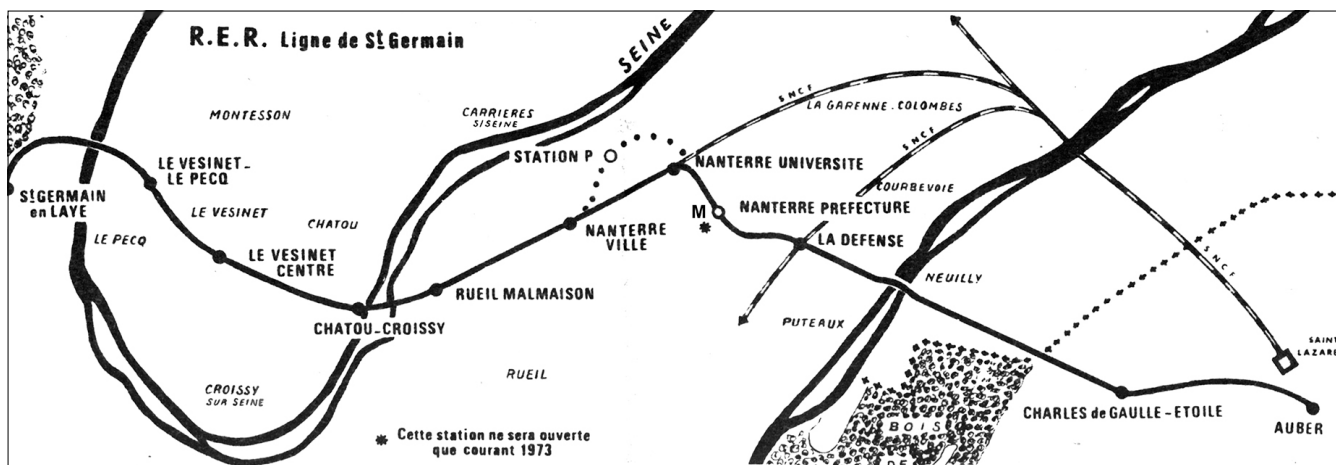 R.E.R. Ligne de St Germain
SEINE
MONTESSON
CARRIERES
S/SEINE
SNCF
LA GARENNE-COLOMBES
STATION P
SNCF
LE VESINET-
LE PECQ
NANTERRE UNIVERSITÉ
St GERMAIN
en LAYE
LE VESINET
CHATOU
COURBEVOIE
M
NANTERRE PREFECTURE
*
LE PECQ
NANTERRE
VILLE
LA DEFENSE
SNCF
LE VESINET
CENTRE
NEUILLY
RUEIL MALMAISON
CHATOU-CROISSY
PUTEAUX
SAINT
LAZARE
RUEIL
CROISSY
SUR SEINE
CHARLES de GAULLE-ETOILE
AUBER
BOIS
DE
* Cette station ne sera ouverte
que courant 1973